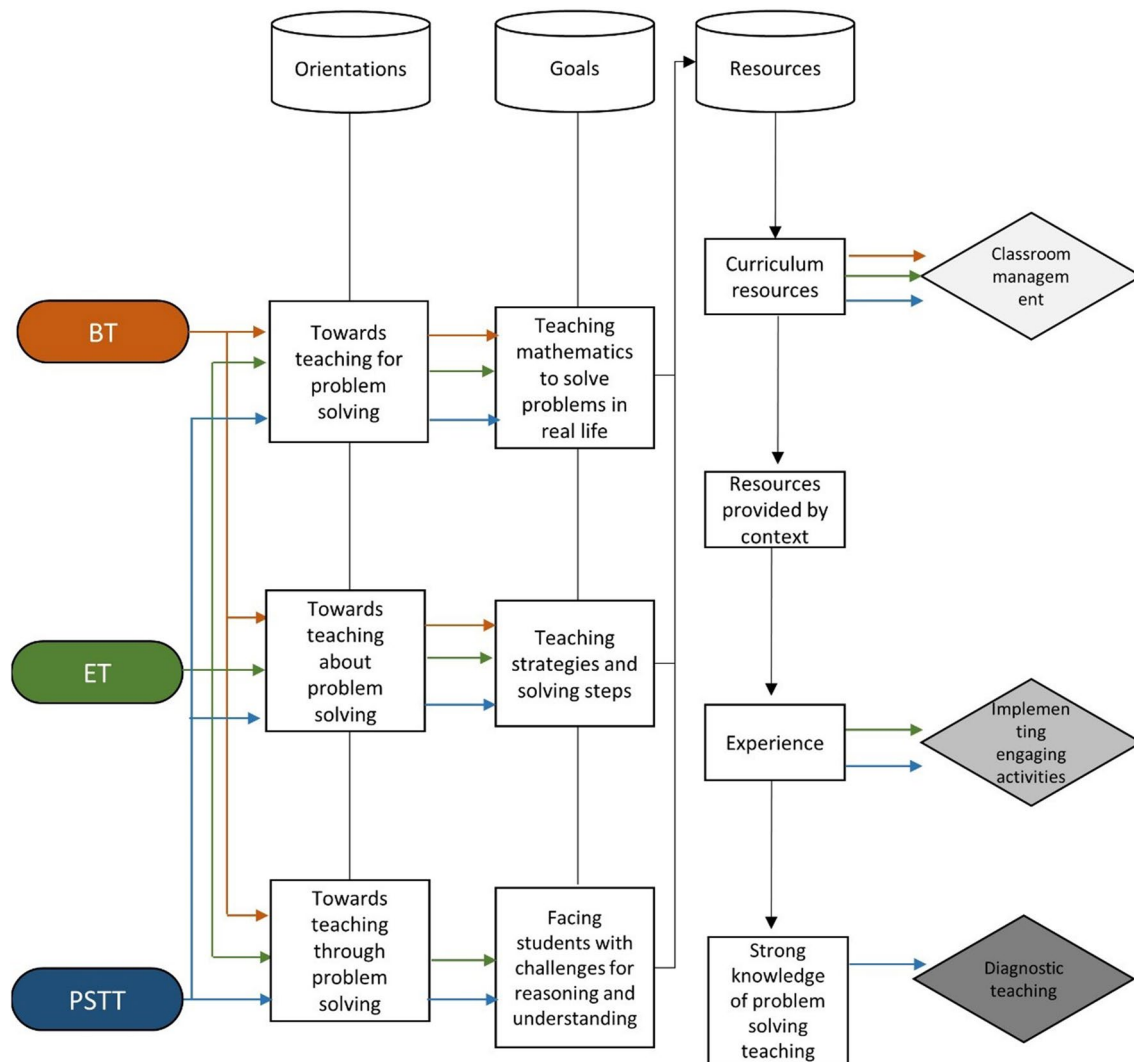 Orientations
Goals
Resources
Curriculum
resources
Classroom
managem
ent
BT
Towards
teaching for
problem
solving
Teaching
mathematics
to solve
problems in
real life
Resources
provided by
context
ET
Towards
teaching
about
problem
solving
Teaching
strategies and
solving steps
Experience
Implemen
ting
engaging
activities
PSTT
Towards
teaching
through
problem
solving
Facing
students with
challenges for
reasoning and
understanding
Strong
knowledge
of problem
solving
teaching
Diagnostic
teaching